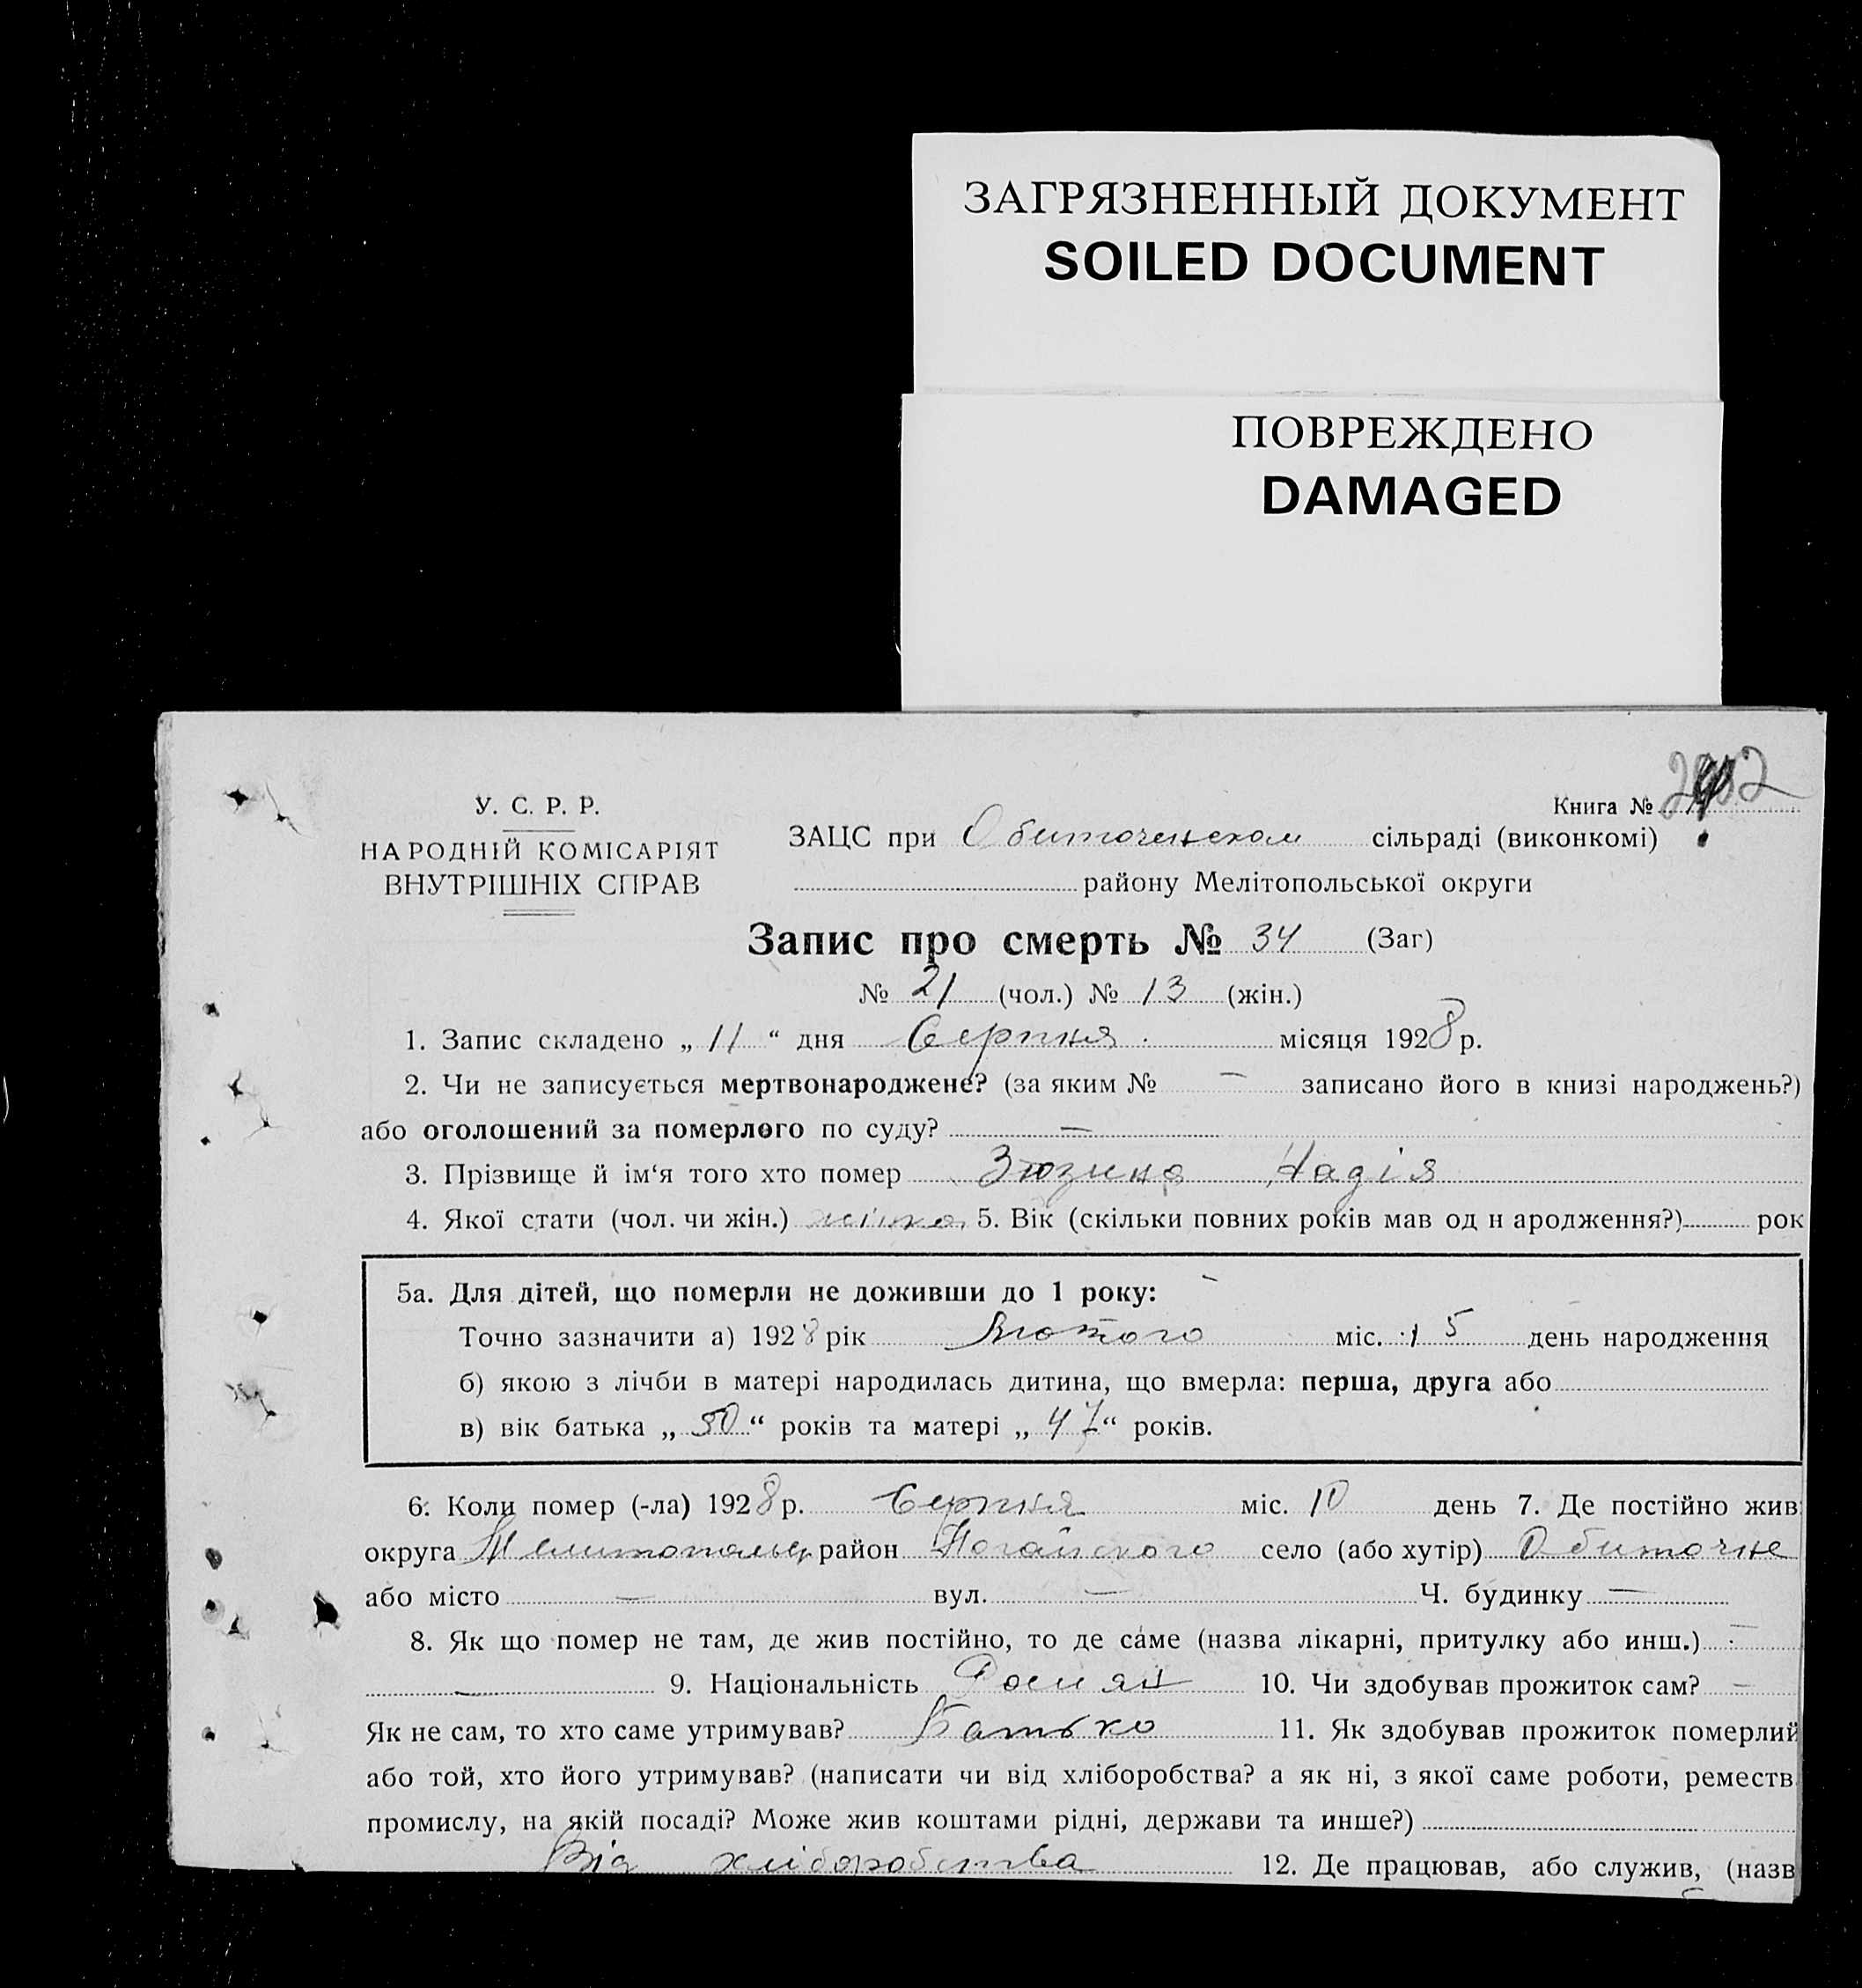 ЗАГРЯЗНЕННЫЙ ДОКУМЕНТ
SOILED DOCUMENT
ПОВРЕЖДЕНО
DAMAGED
У. С. Р. Р.
НАРОДНІЙ КОМІСАРІЯТ
ВНУТРІШНІХ СПРАВ
Книга №
ЗАЦС при Обиточенском сільраді (виконкомі)
району Мелітопольської округи
Запис про смерть № 34 (Заг)
№ 21 (чол.) № 13 (жін.)
1. Запис складено „ 11 “ дня Серпня місяця 1928 р.
2. Чи не записується мертвонароджене? (за яким № — записано його в книзі народжень?)
або оголошений за померлого по суду? —
3. Прізвище й ім‘я того хто помер Зюзина Надія
4. Якої стати (чол. чи жін.) жінка 5. Вік (скільки повних років мав од н ародження?) рок
5а. Для дітей, що померли не доживши до 1 року:
Точно зазначити а) 1928 рік Лютого міс. 15 день народження
б) якою з лічби в матері народилась дитина, що вмерла: перша, друга або
в) вік батька „ 50 “ років та матері „ 47 “ років.
6. Коли помер (-ла) 1928 р. Серпня міс. 10 день 7. Де постійно жив
округа Мелитопольс район Ногайского село (або хутір) Обиточне
або місто — вул. — Ч. будинку —
8. Як що помер не там, де жив постійно, то де саме (назва лікарні, притулку або инш.)
— 9. Національність Росиян 10. Чи здобував прожиток сам? —
Як не сам, то хто саме утримував? Батько 11. Як здобував прожиток померлий
або той, хто його утримував? (написати чи від хліборобства? а як ні, з якої саме роботи, реместв
промислу, на якій посаді? Може жив коштами рідні, держави та инше?)
Від хліборобства 12. Де працював, або служив, (назв